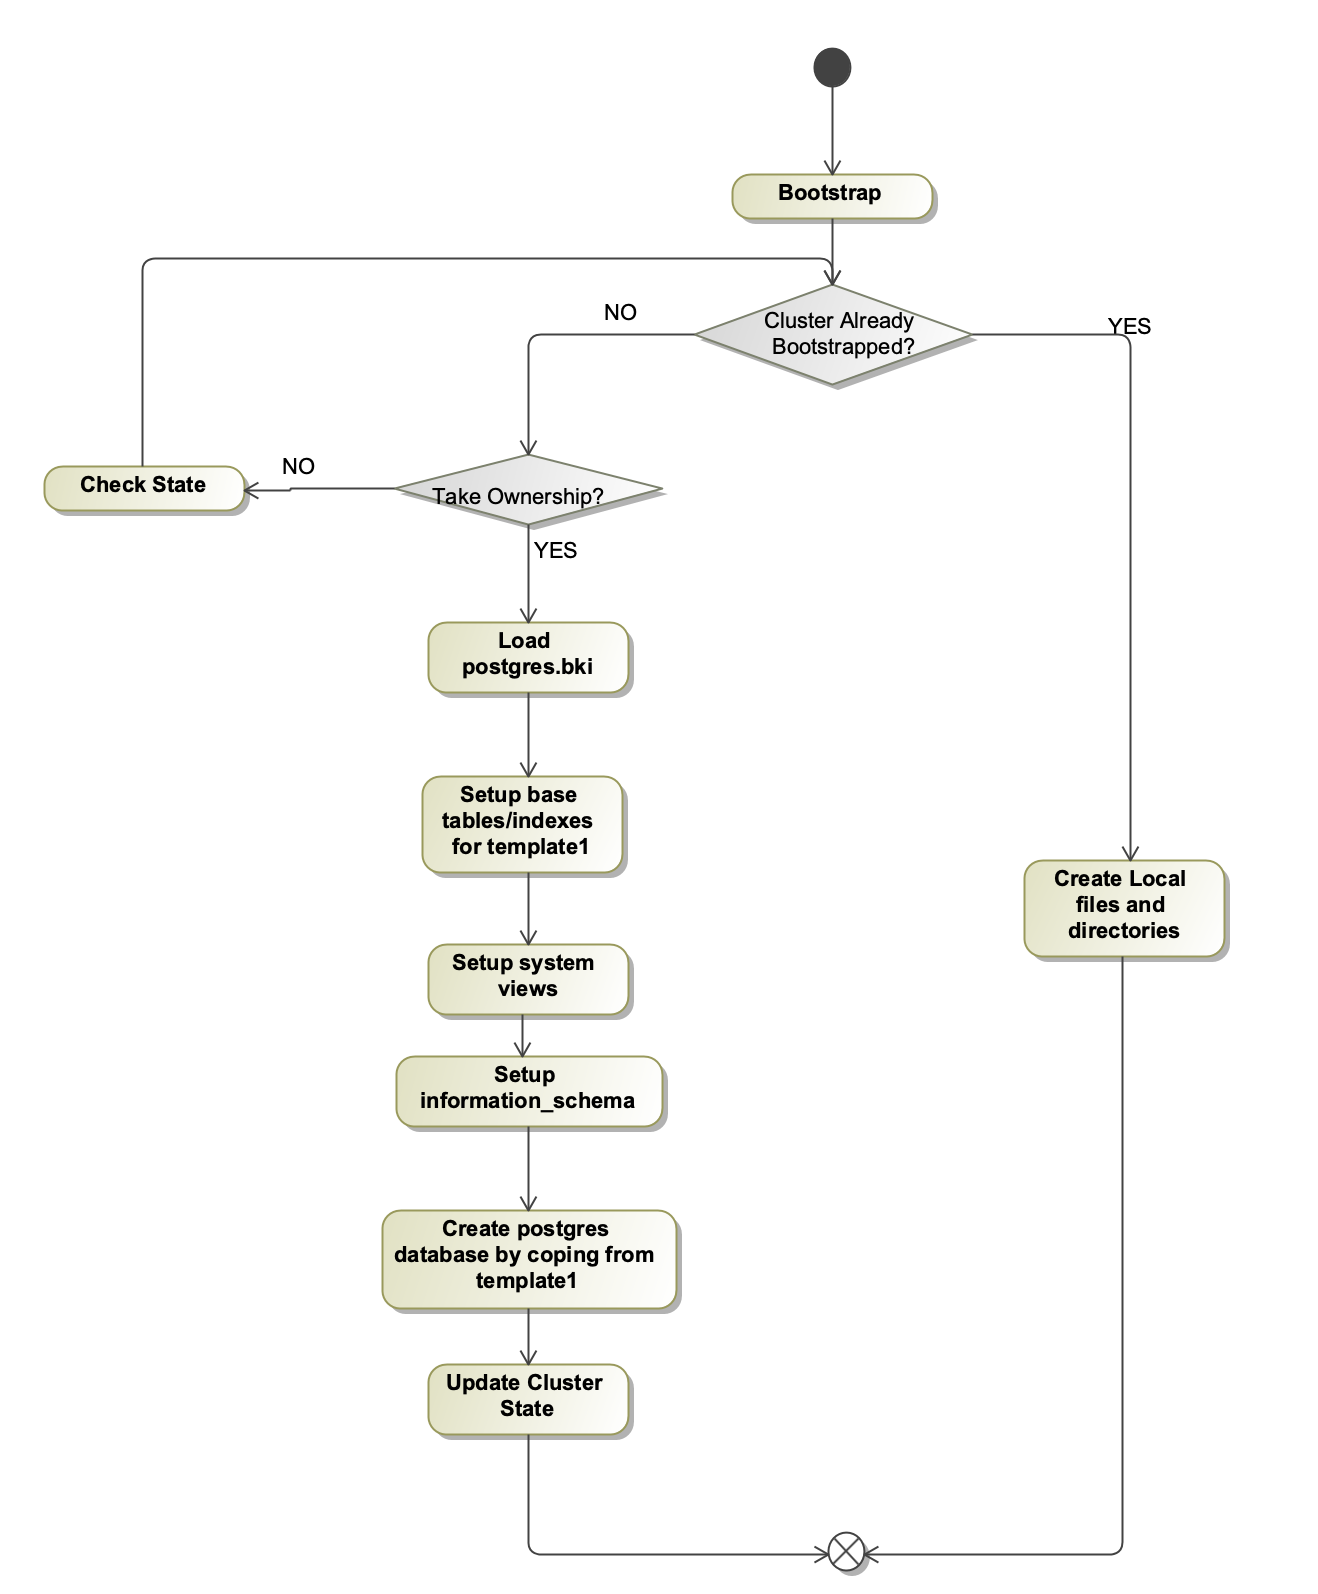 Bootstrap
NO
Cluster Already
Bootstrapped?
YES
Check State
NO
Take Ownership?
YES
Load
postgres.bki
Setup base
tables/indexes
for template1
Create Local
files and
directories
Setup system
views
Setup
information_schema
Create postgres
database by coping from
template1
Update Cluster
State